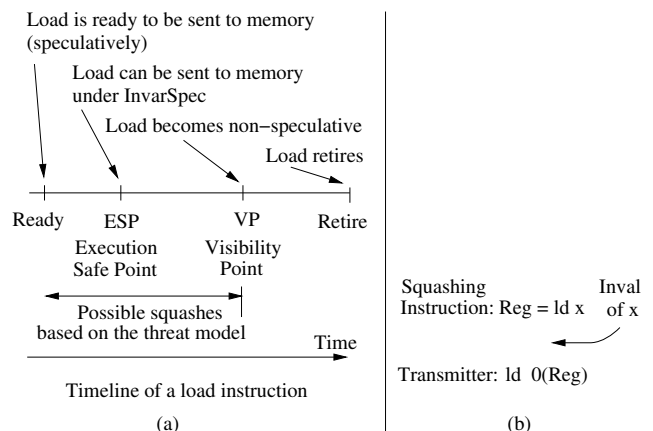 Load is ready to be sent to memory
(speculatively)
Load can be sent to memory
under InvarSpec
Load becomes non−speculative
Load retires
Ready
ESP
VP
Retire
Execution
Safe Point
Visibility
Point
Possible squashes
based on the threat model
Time
Timeline of a load instruction
(a)
Squashing
Instruction: Reg = ld x
Inval
of x
Transmitter: ld 0(Reg)
(b)